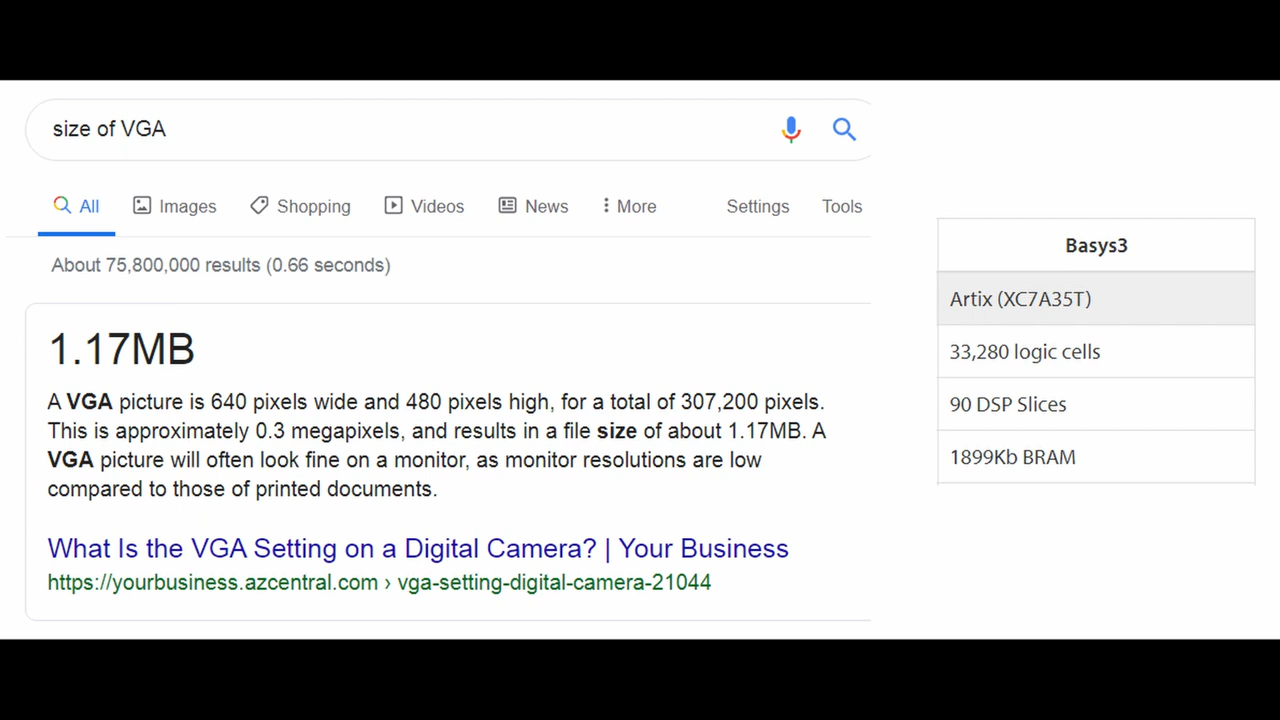 size of VGA
All Images Shopping Videos News More Settings Tools
About 75,800,000 results (0.66 seconds)
1.17MB
A VGA picture is 640 pixels wide and 480 pixels high, for a total of 307,200 pixels.
This is approximately 0.3 megapixels, and results in a file size of about 1.17MB. A
VGA picture will often look fine on a monitor, as monitor resolutions are low
compared to those of printed documents.
What Is the VGA Setting on a Digital Camera? | Your Business
https://yourbusiness.azcentral.com › vga-setting-digital-camera-21044
Basys3
Artix (XC7A35T)
33,280 logic cells
90 DSP Slices
1899Kb BRAM